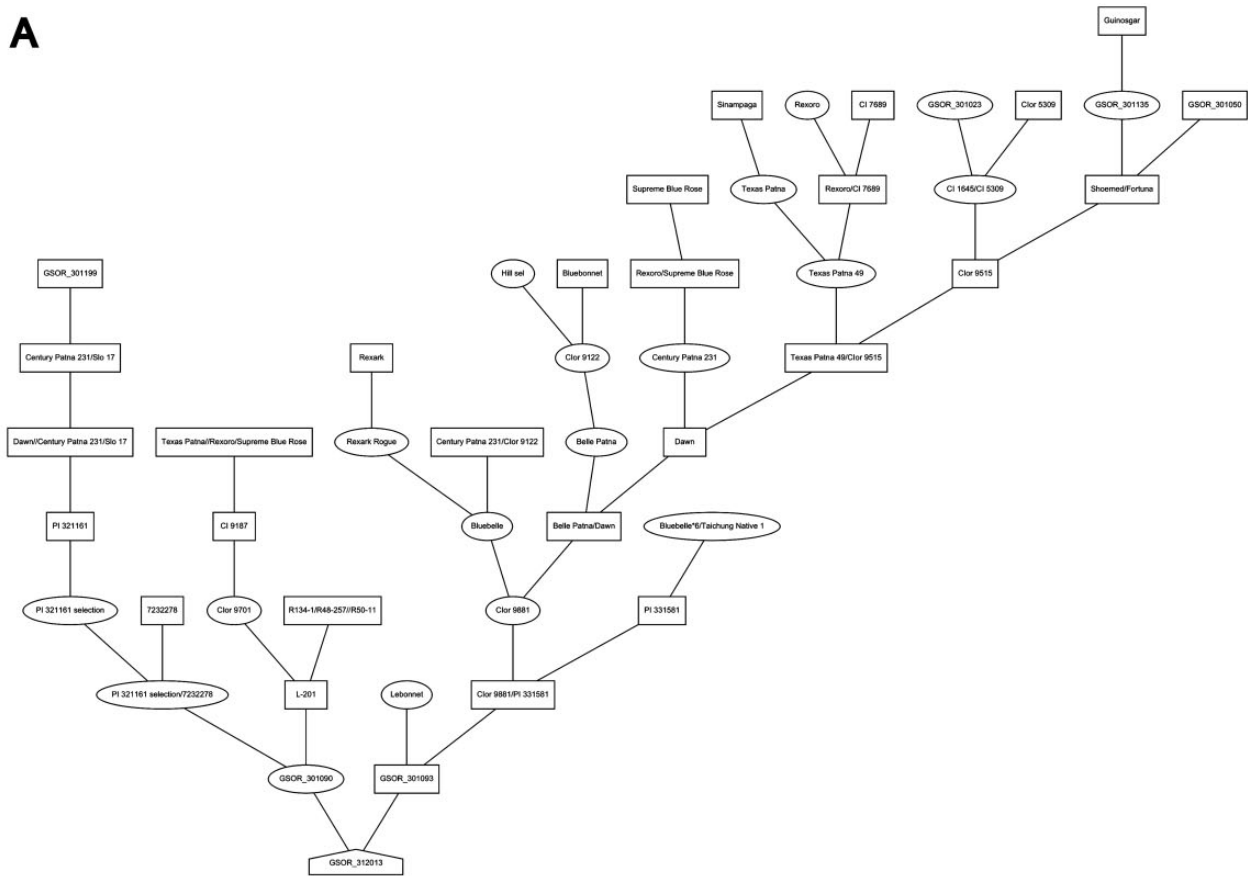 A
Guinosgar
Sinampaga
Rexoro
CI 7689
GSOR_301023
Clor 5309
GSOR_301135
GSOR_301050
Supreme Blue Rose
Texas Patna
Rexoro/CI 7689
CI 1645/CI 5309
Shoemed/Fortuna
GSOR_301199
Hill sel
Bluebonnet
Rexoro/Supreme Blue Rose
Texas Patna 49
Clor 9515
Century Patna 231/Slo 17
Rexark
Clor 9122
Century Patna 231
Texas Patna 49/Clor 9515
Dawn//Century Patna 231/Slo 17
Texas Patna//Rexoro/Supreme Blue Rose
Rexark Rogue
Century Patna 231/Clor 9122
Belle Patna
Dawn
PI 321161
CI 9187
Bluebelle
Belle Patna/Dawn
Bluebelle*6/Taichung Native 1
PI 321161 selection
7232278
Clor 9701
R134-1/R48-257//R50-11
Clor 9881
PI 331581
PI 321161 selection/7232278
L-201
Lebonnet
Clor 9881/PI 331581
GSOR_301090
GSOR_301093
GSOR_312013